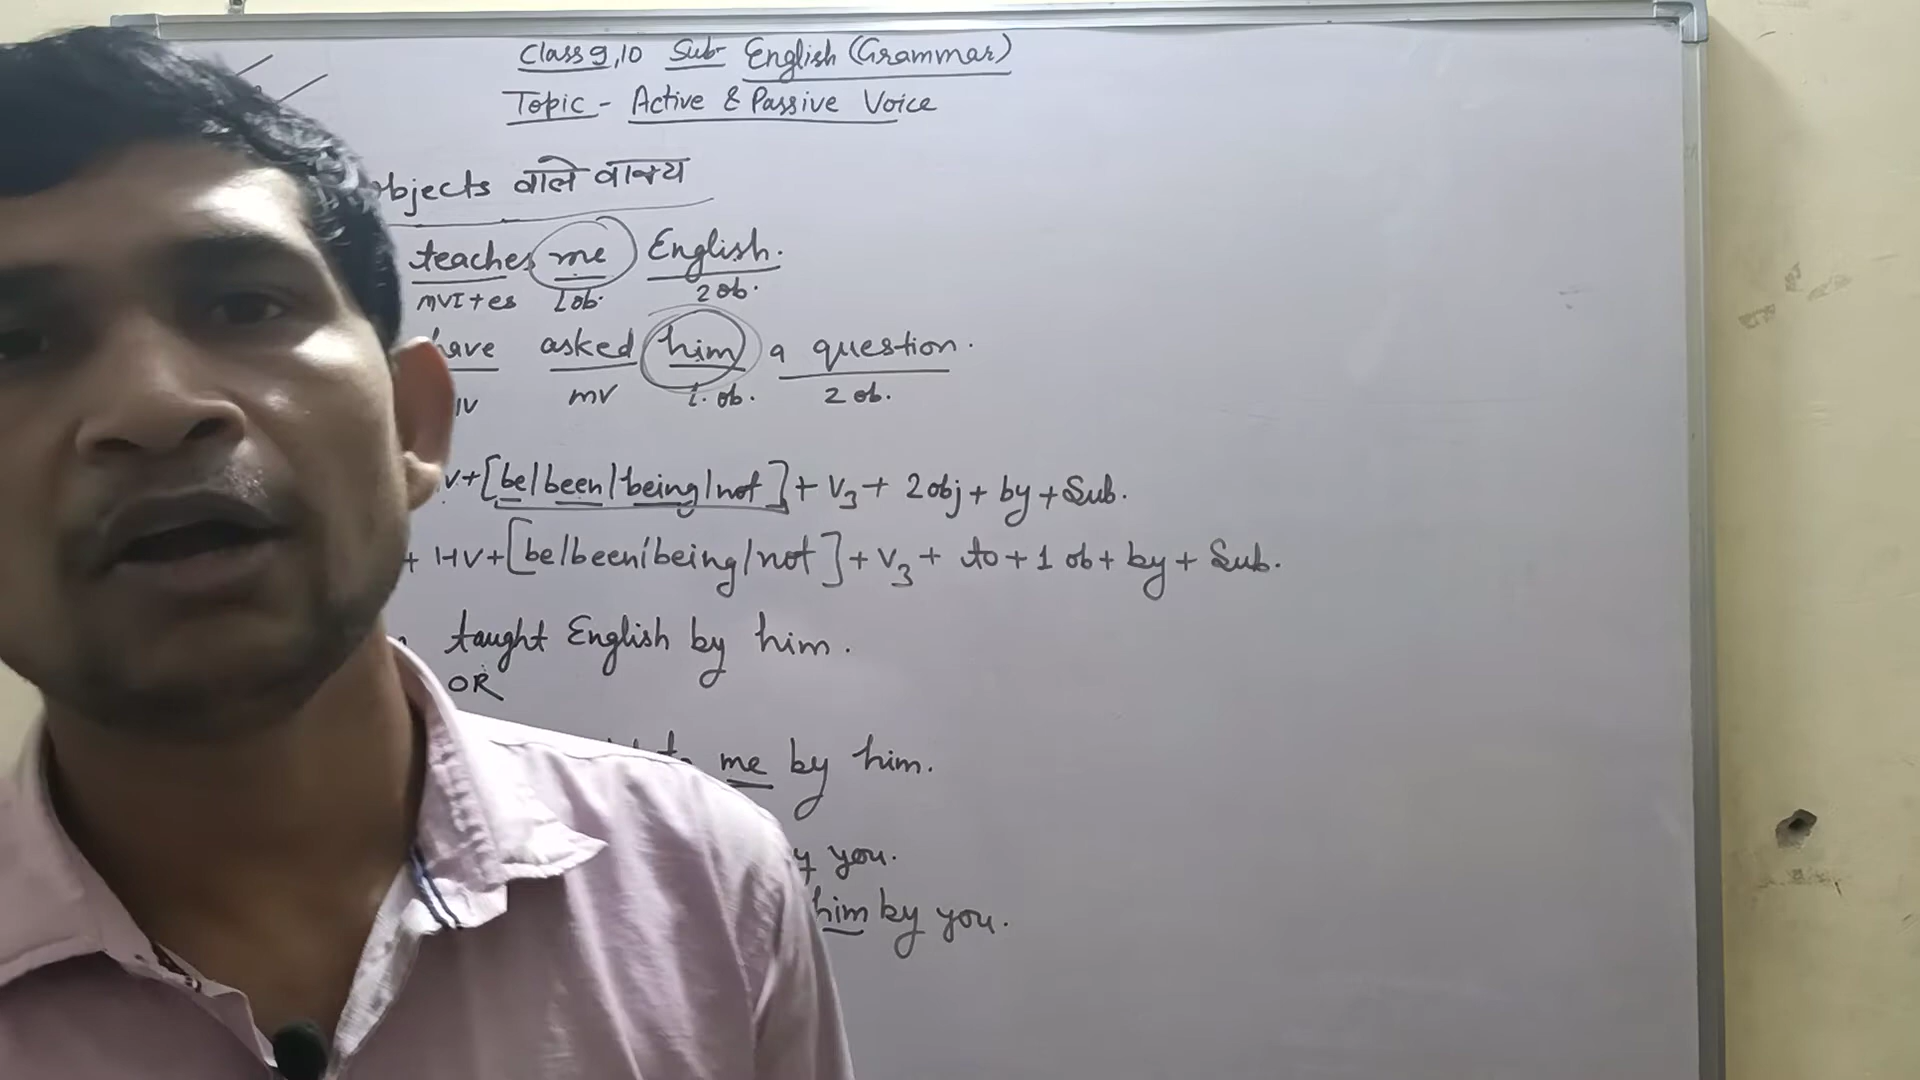 Class 9,10 Sub- English (Grammar)
Topic - Active & Passive Voice
objects वाले वाक्य
teaches me English.
MVI+es 1ob. 2ob.
have asked him a question.
HV MV 1.ob. 2 ob.
V+[be/been/being/not]+V3+ 2obj+ by+Sub.
+ HV+[be/been/being/not]+V3+ to+1 ob+ by+ Sub.
taught English by him.
OR
me by him.
by you.
him by you.